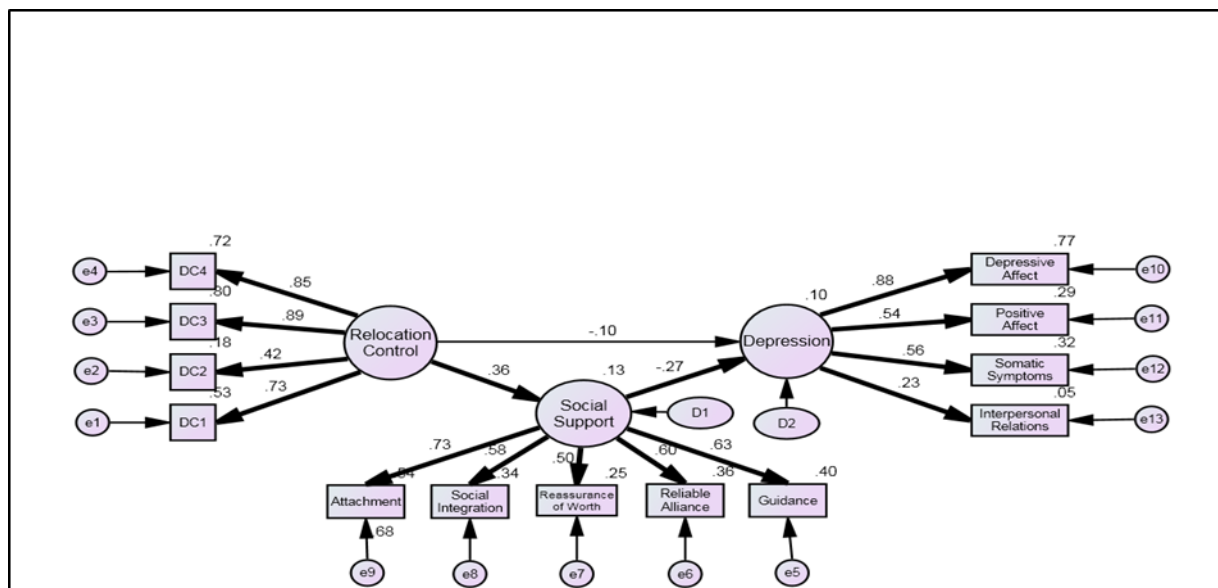 .72
e4
DC4
.85
.80
e3
DC3
.89
.18
e2
DC2
.42
.53
e1
DC1
.73
Relocation
Control
-.10
.36
.13
-.27
Social
Support
D1
D2
.10
Depression
.88
.54
.56
.23
.77
Depressive
Affect
e10
.29
Positive
Affect
e11
.32
Somatic
Symptoms
e12
.05
Interpersonal
Relations
e13
.73
.58
.50
.60
.63
.34
.25
.36
.40
Attachment
Social
Integration
Reassurance
of Worth
Reliable
Alliance
Guidance
.68
e9
e8
e7
e6
e5